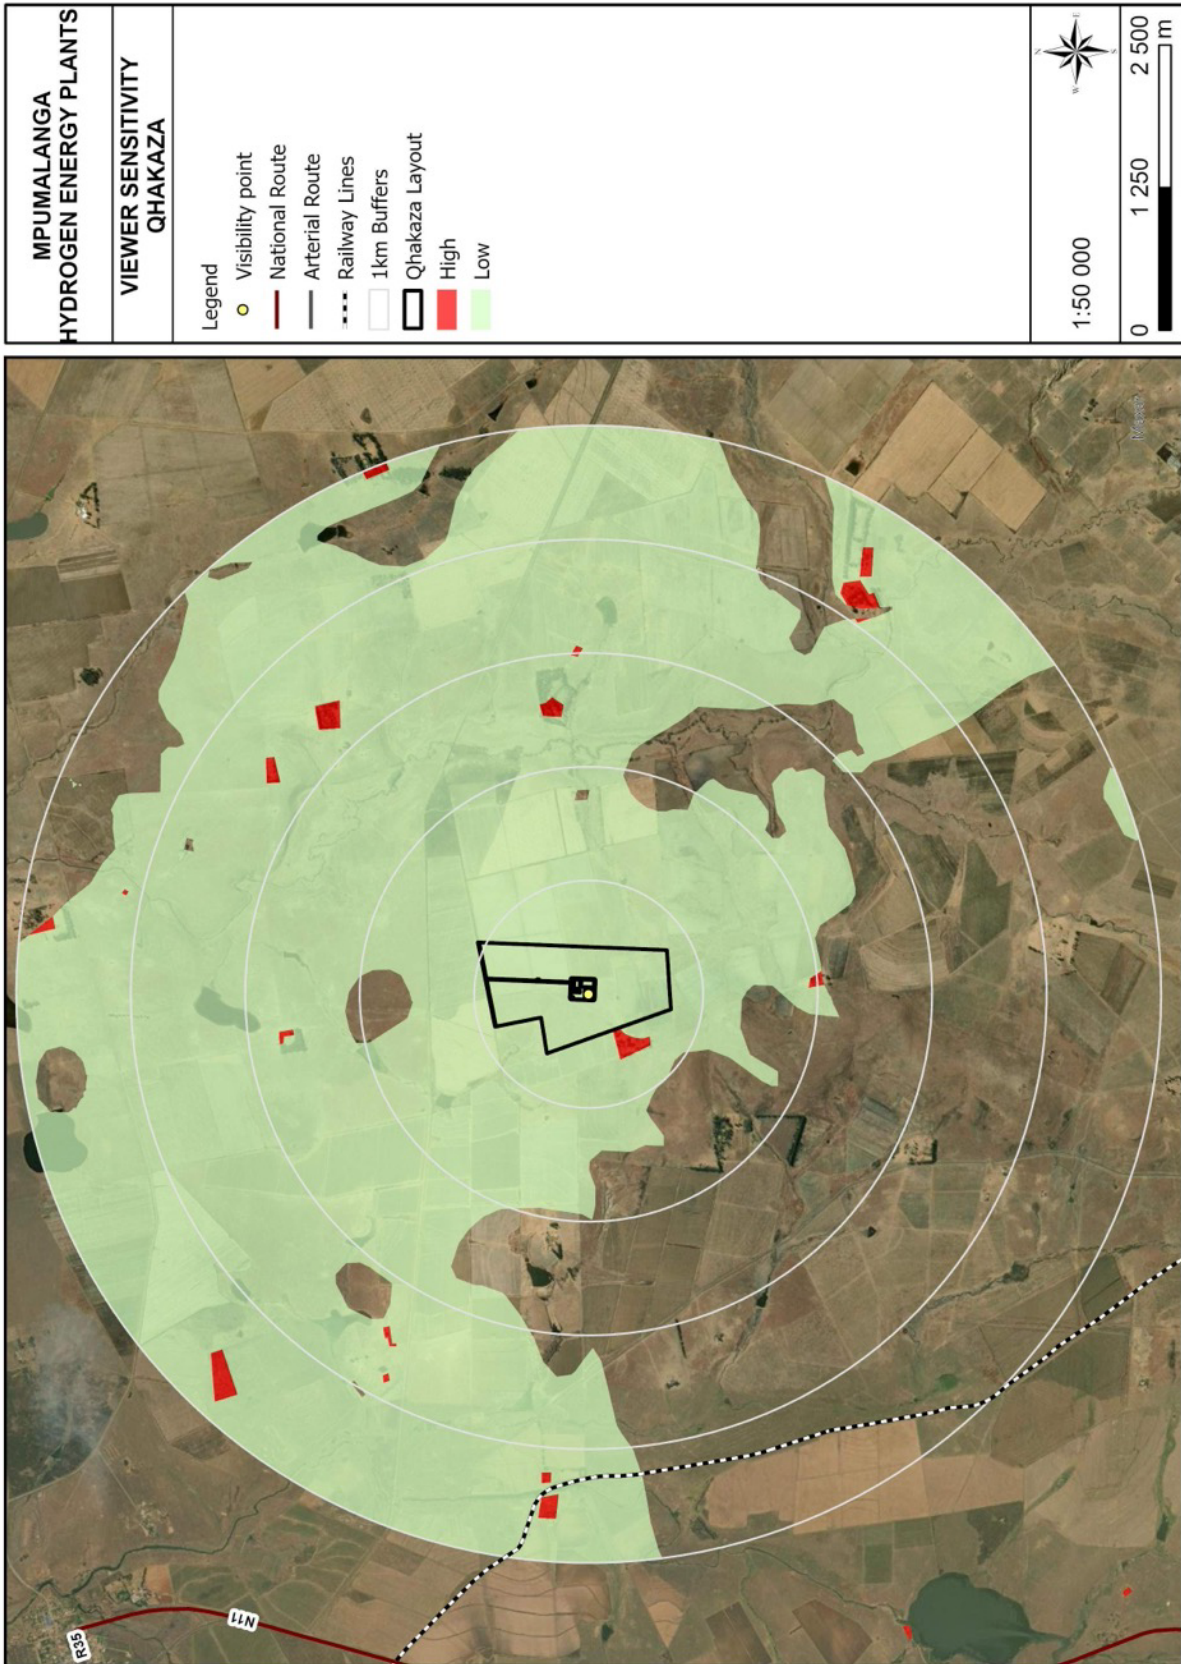 MPUMALANGA
HYDROGEN ENERGY PLANTS
VIEWER SENSITIVITY
QHAKAZA
Legend
Visibility point
National Route
Arterial Route
Railway Lines
1km Buffers
Qhakaza Layout
High
Low
N
E
S
W
1:50 000
0
1 250
2 500
m
R35
N11